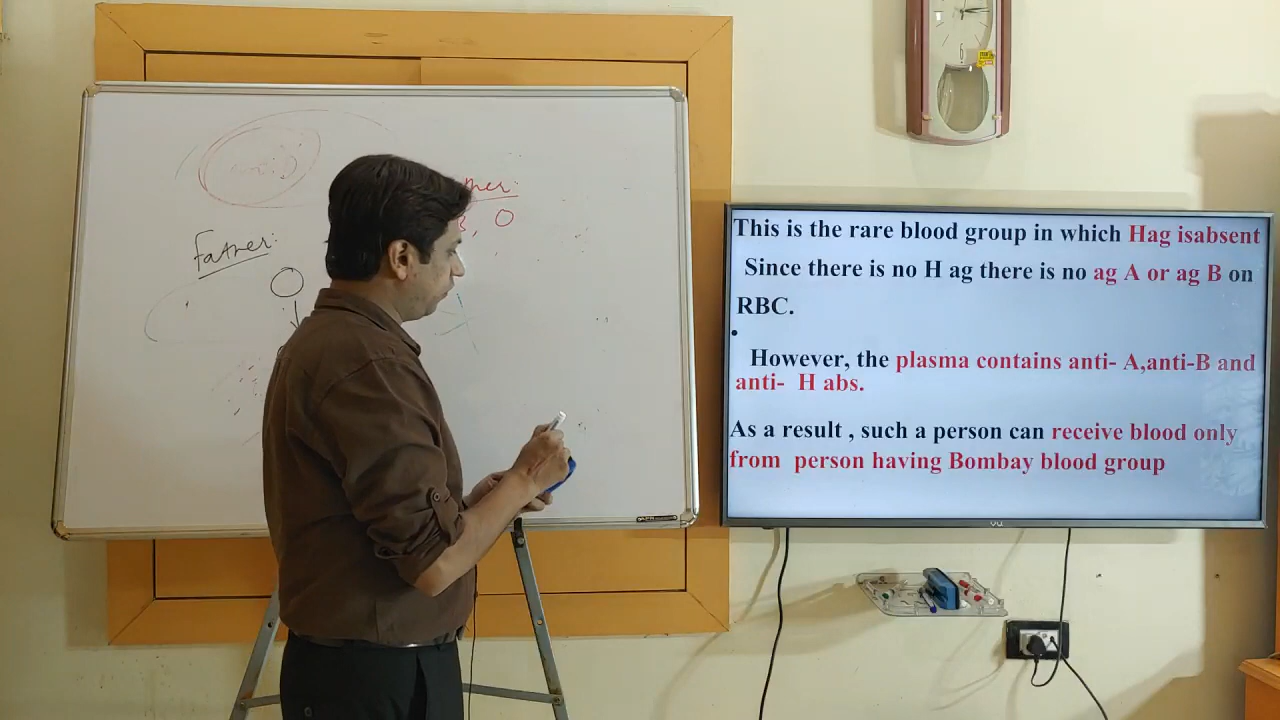 Father:
O
ther:
B, O
This is the rare blood group in which Hag isabsent
Since there is no H ag there is no ag A or ag B on
RBC.
•
However, the plasma contains anti- A,anti-B and
anti- H abs.
As a result , such a person can receive blood only
from person having Bombay blood group